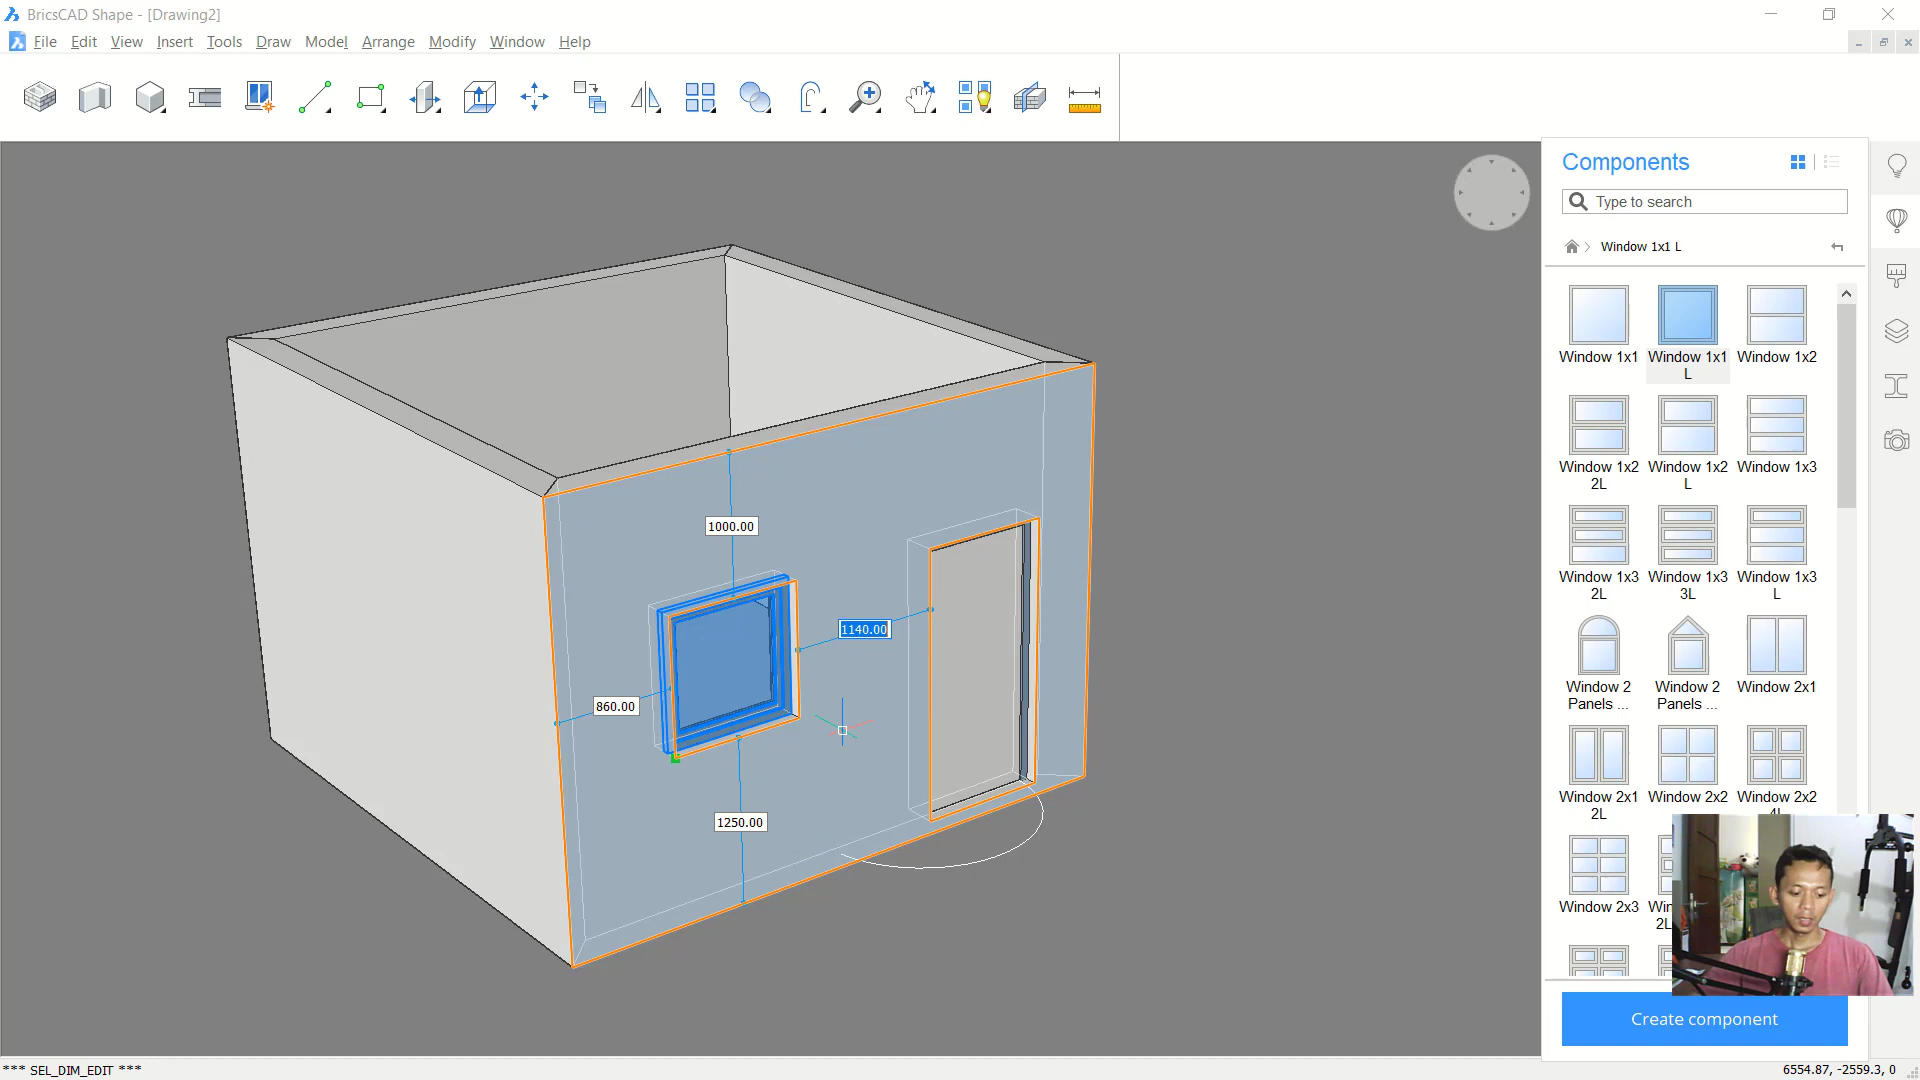 BricsCAD Shape - [Drawing2]
File Edit View Insert Tools Draw Model Arrange Modify Window Help
Components
Type to search
Window 1x1 L
Window 1x1
Window 1x1 L
Window 1x2
Window 1x2 2L
Window 1x2 L
Window 1x3
Window 1x3 2L
Window 1x3 3L
Window 1x3 L
Window 2 Panels ...
Window 2 Panels ...
Window 2x1
Window 2x1 2L
Window 2x2
Window 2x2 4L
Window 2x3
Create component
1000.00
1140.00
860.00
1250.00
*** SEL_DIM_EDIT ***
6554.87, -2559.3, 0